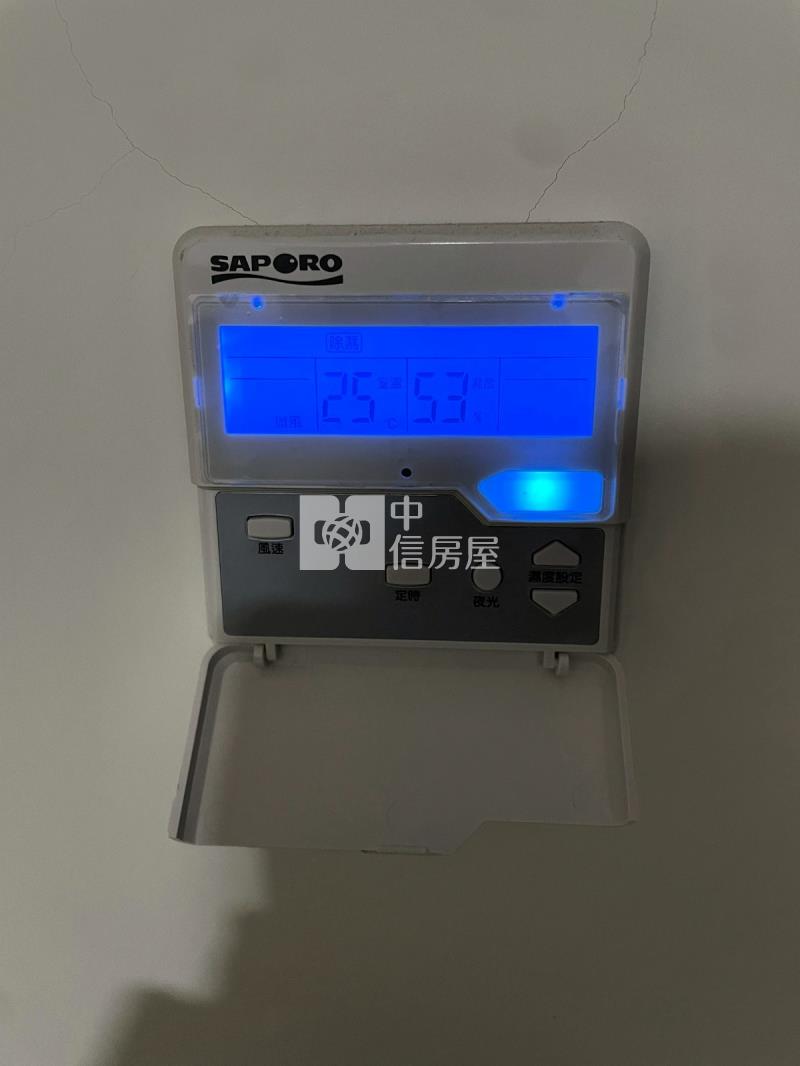 SAPORO
除濕
25 室溫 °C
53 濕度 %
微風
風速
定時
夜光
濕度設定
中
信房屋